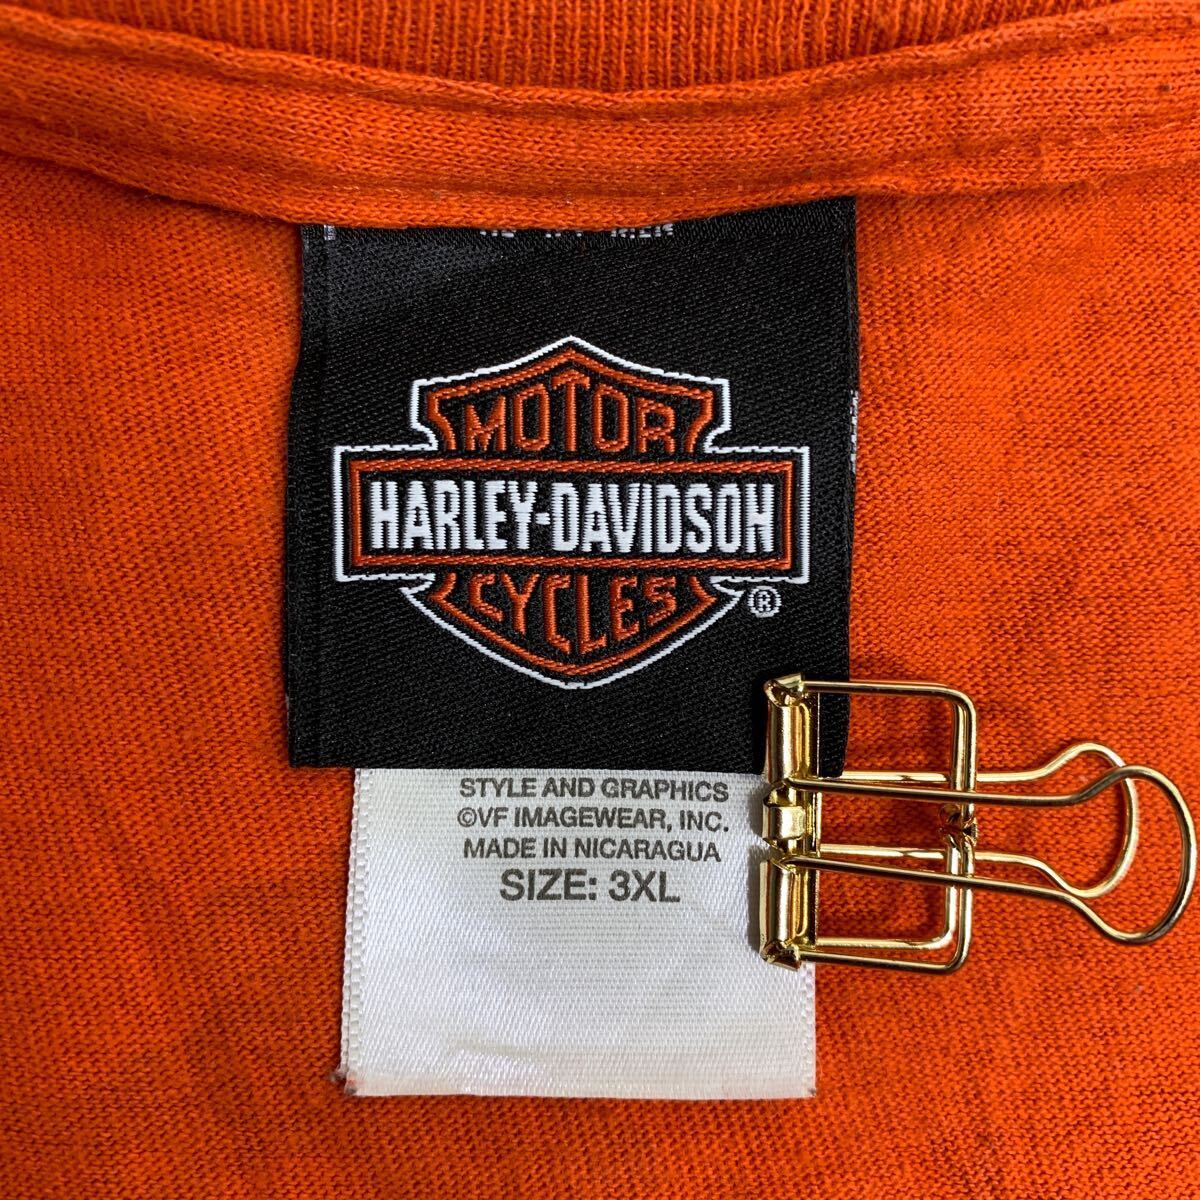 MOTOR
HARLEY-DAVIDSON
CYCLES
®
STYLE AND GRAPHICS
©VF IMAGEWEAR, INC.
MADE IN NICARAGUA
SIZE: 3XL